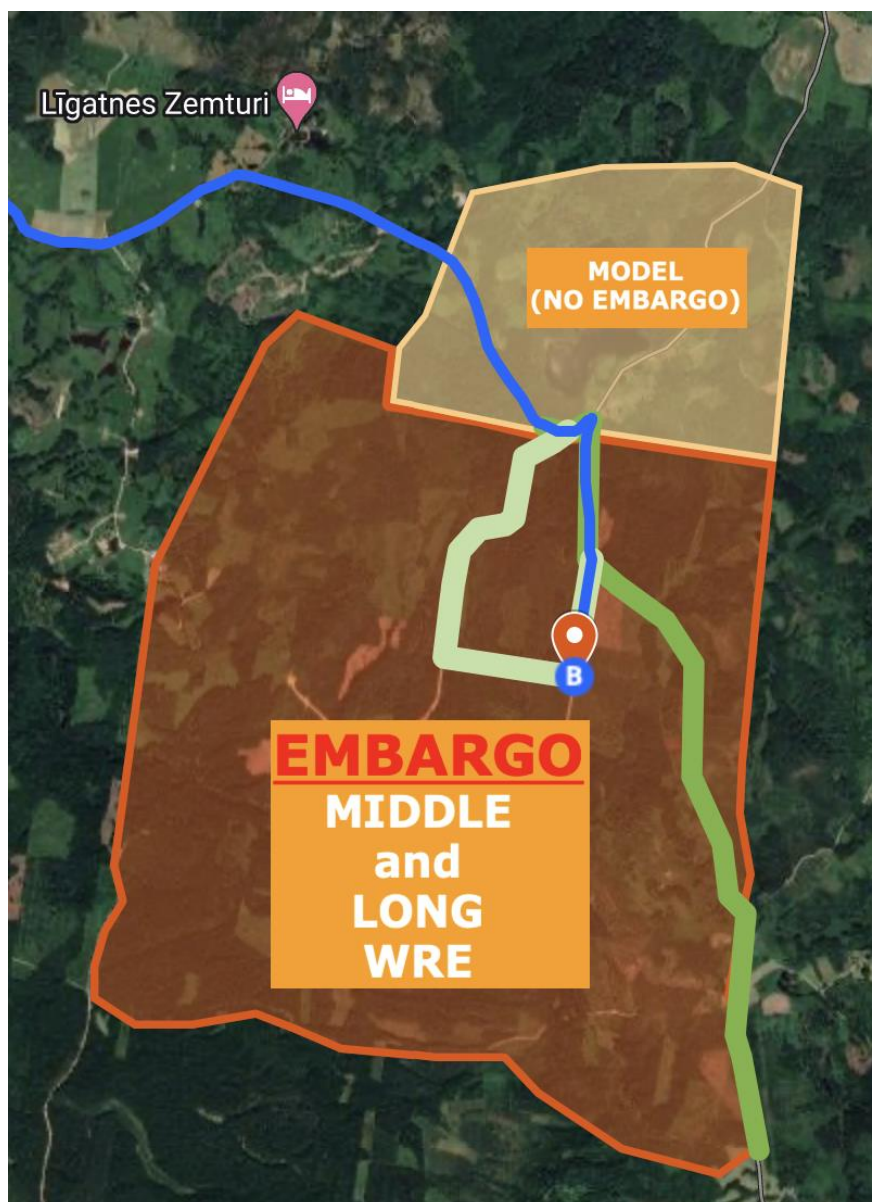 Līgatnes Zemturi
MODEL
(NO EMBARGO)
B
EMBARGO
MIDDLE
and
LONG
WRE